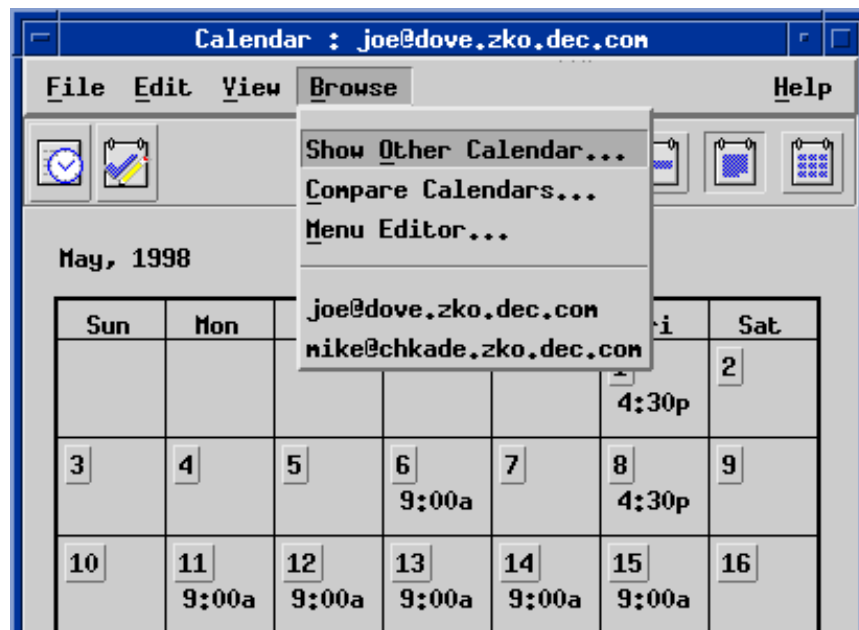 Calendar : joe@dove.zko.dec.com
File Edit View Browse Help
Show Other Calendar...
Compare Calendars...
Menu Editor...
joe@dove.zko.dec.com
mike@chkade.zko.dec.com
May, 1998
Sun Mon Sat
1 2
4:30p
3 4 5 6 7 8 9
9:00a 4:30p
10 11 12 13 14 15 16
9:00a 9:00a 9:00a 9:00a 9:00a